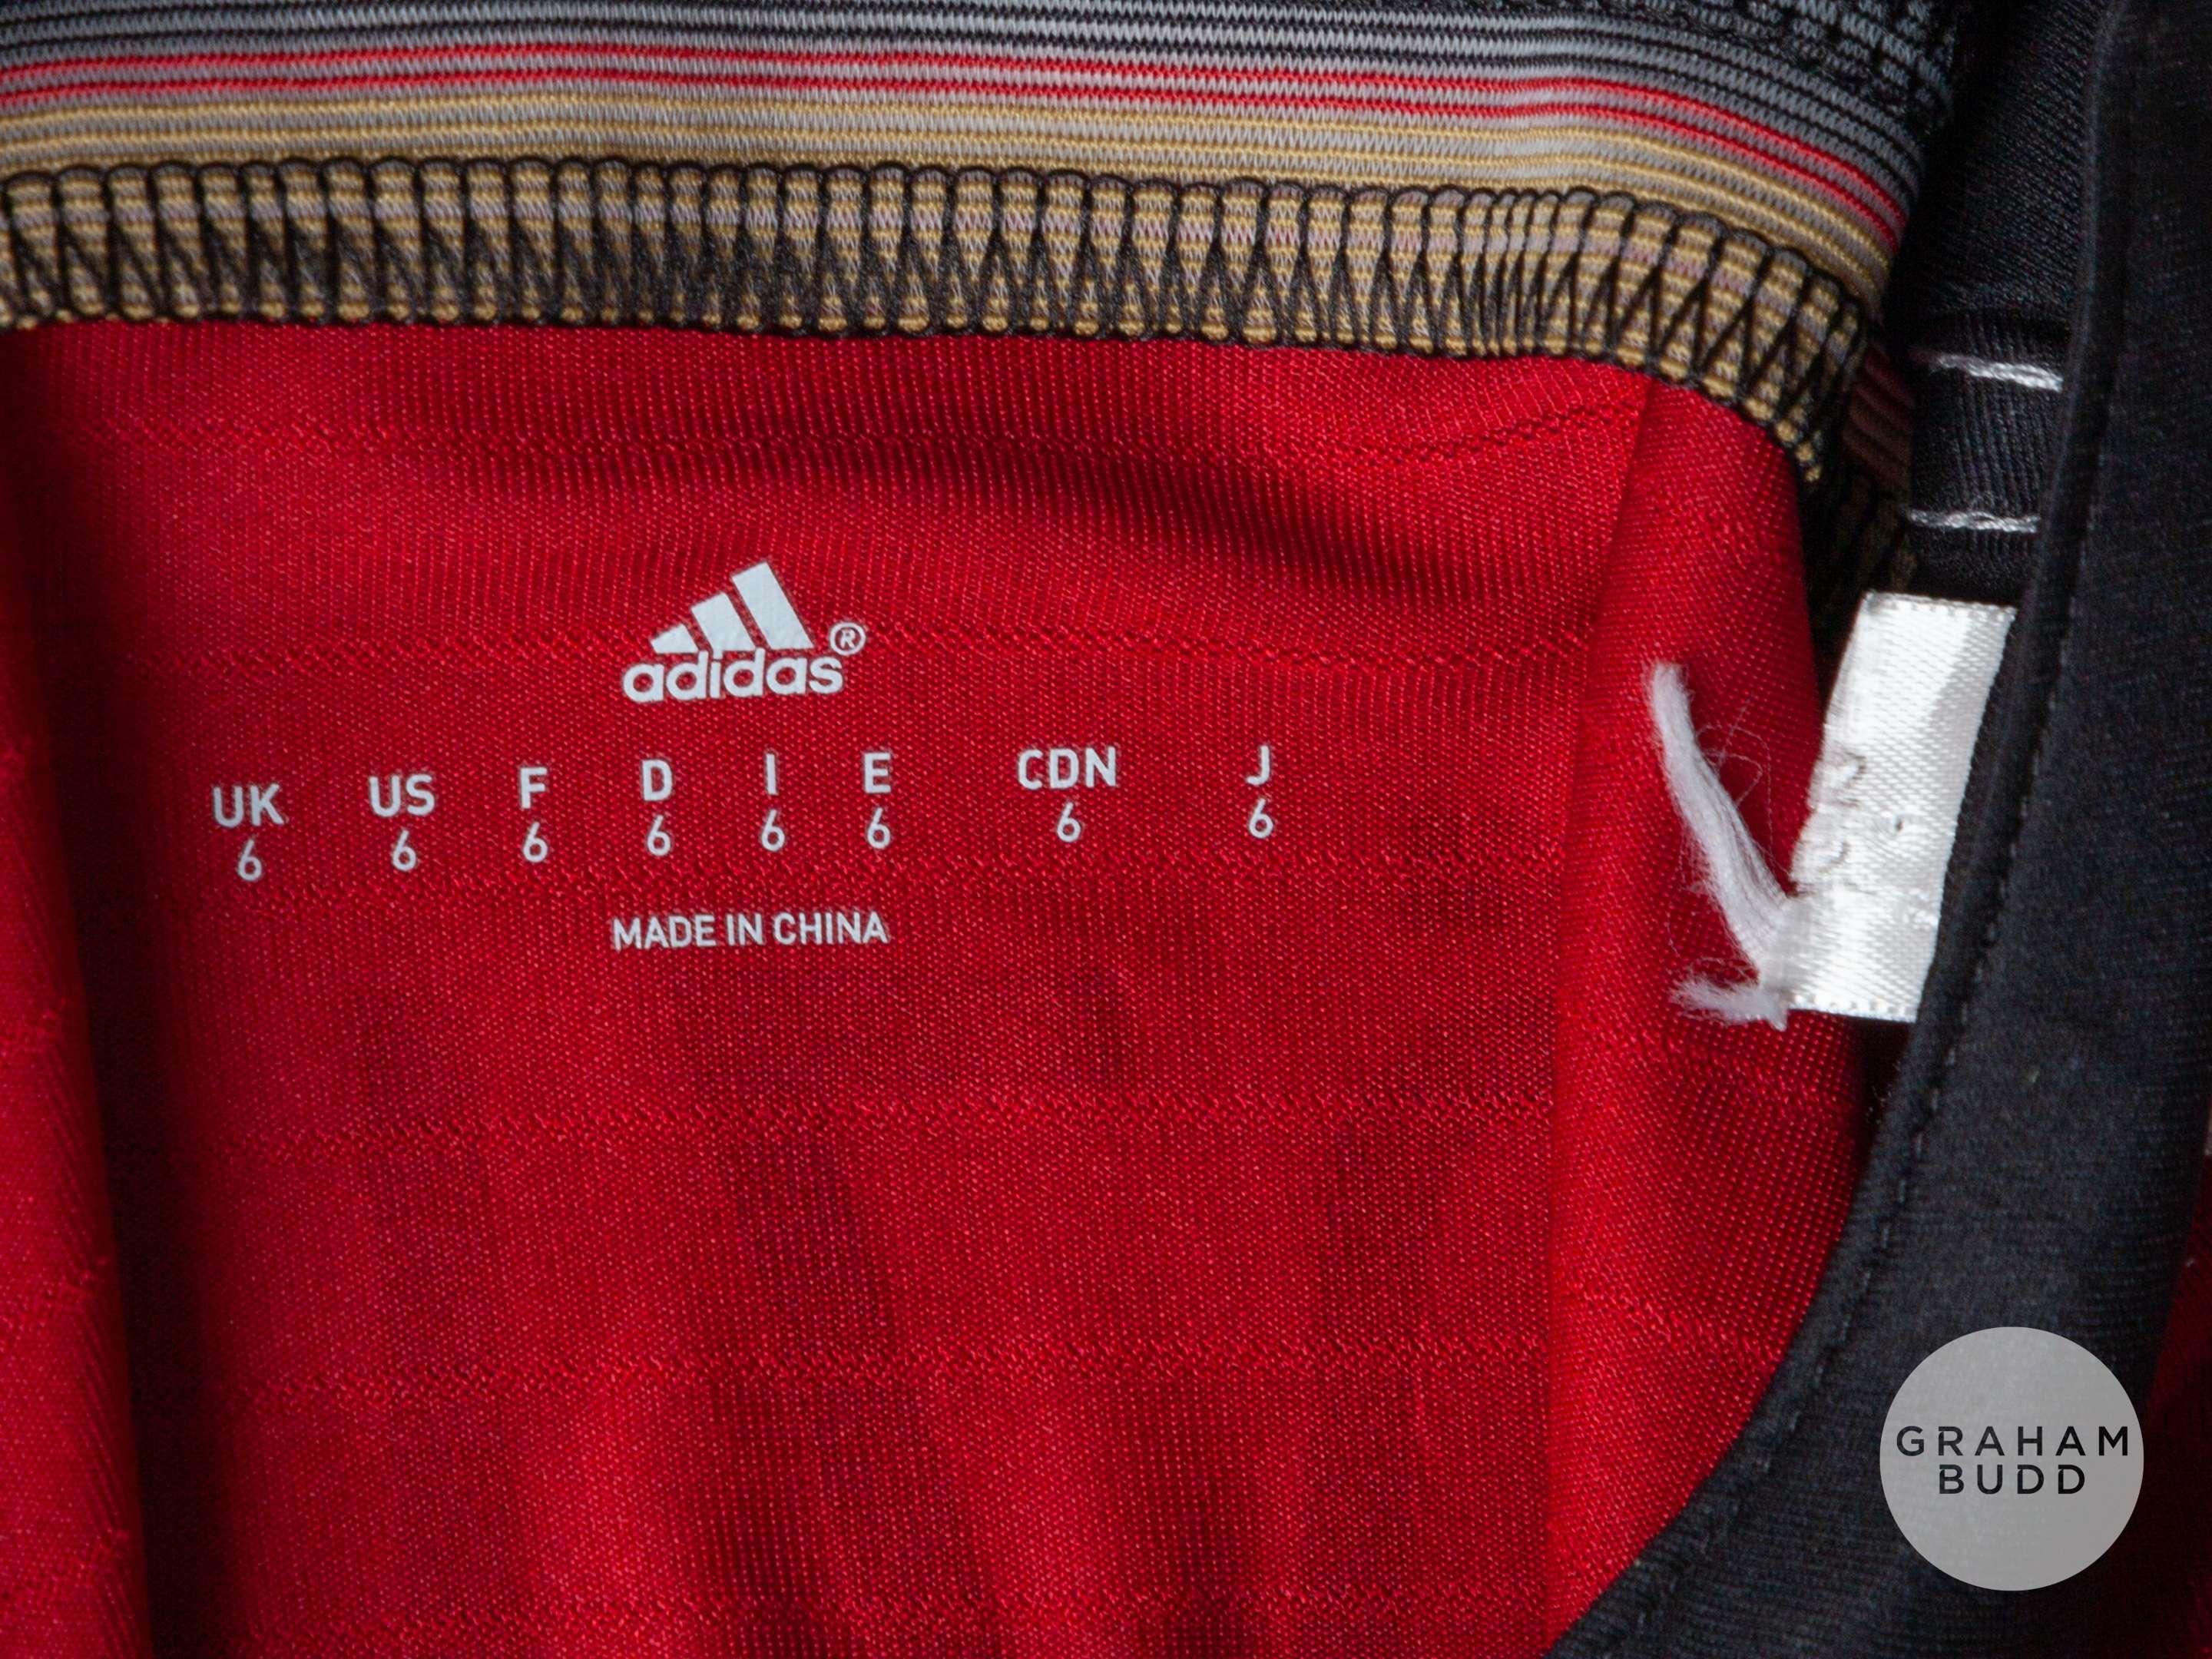 adidas®
UK US F D I E CDN J
6 6 6 6 6 6 6 6
MADE IN CHINA
GRAHAM
BUDD